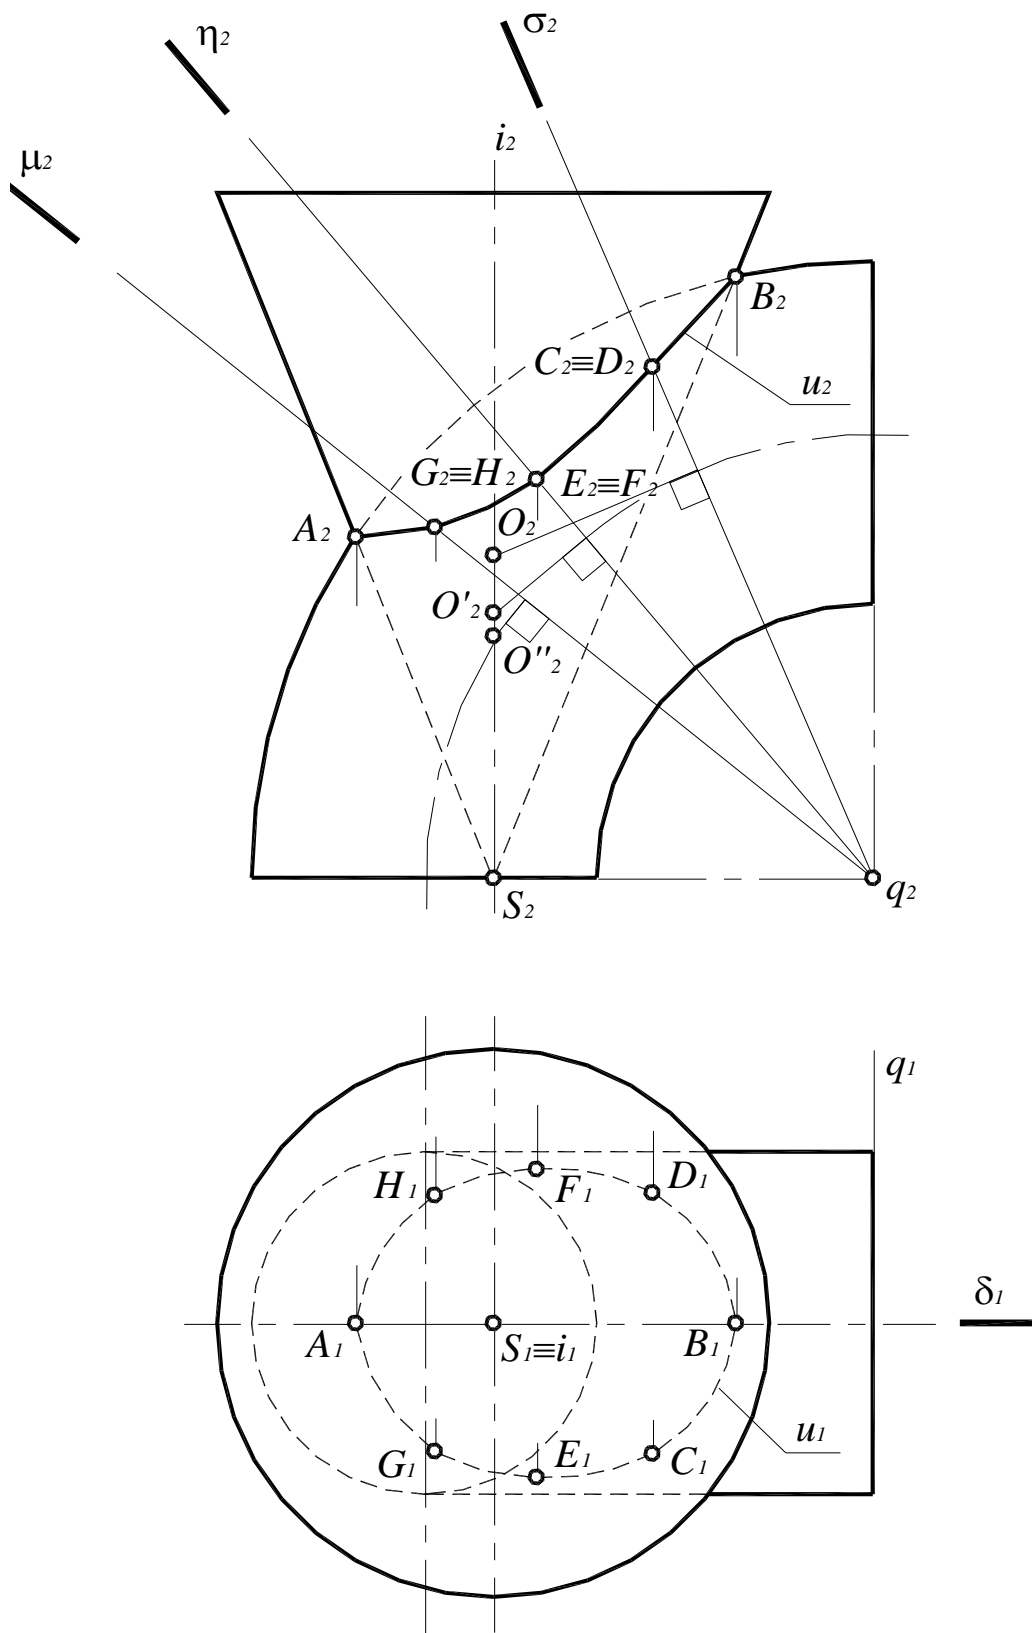 η₂
σ₂
μ₂
i₂
B₂
C₂≡D₂
u₂
G₂≡H₂
E₂≡F₂
A₂
O₂
O'₂
O''₂
S₂
q₂
q₁
H₁
F₁
D₁
δ₁
A₁
S₁≡i₁
B₁
u₁
G₁
E₁
C₁